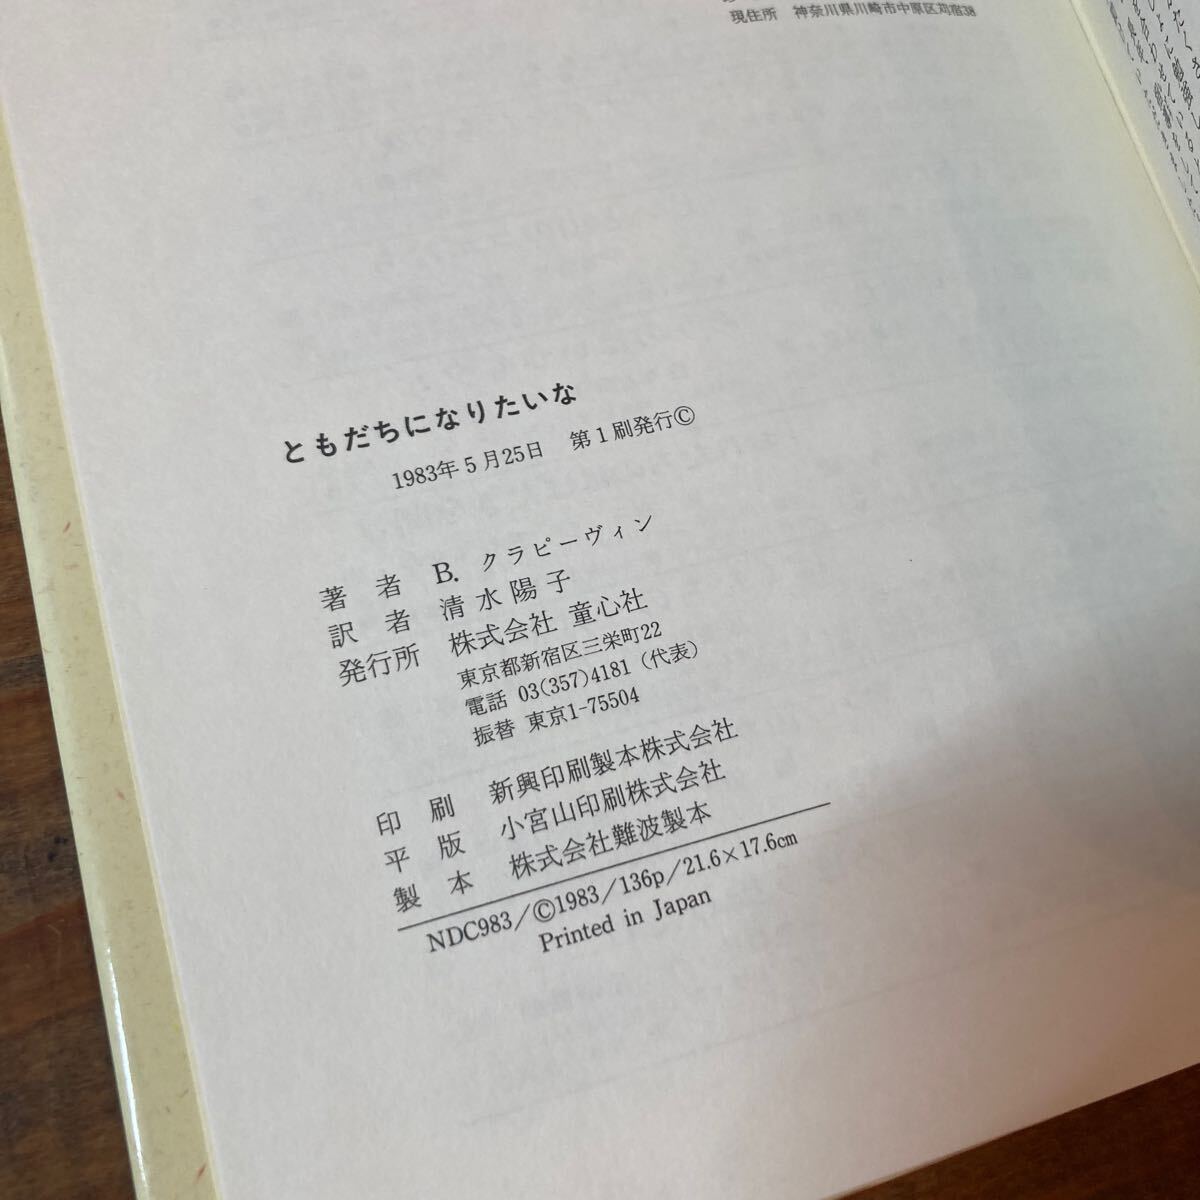 現住所 神奈川県川崎市中原区苅宿38
ともだちになりたいな
1983年5月25日 第1刷発行©
著者 B. クラピーヴィン
訳者 清水陽子
発行所 株式会社 童心社
東京都新宿区三栄町22
電話 03(357)4181(代表)
振替 東京1-75504
印刷 新興印刷製本株式会社
平版 小宮山印刷株式会社
製本 株式会社難波製本
NDC983/©1983/136p/21.6×17.6cm
Printed in Japan